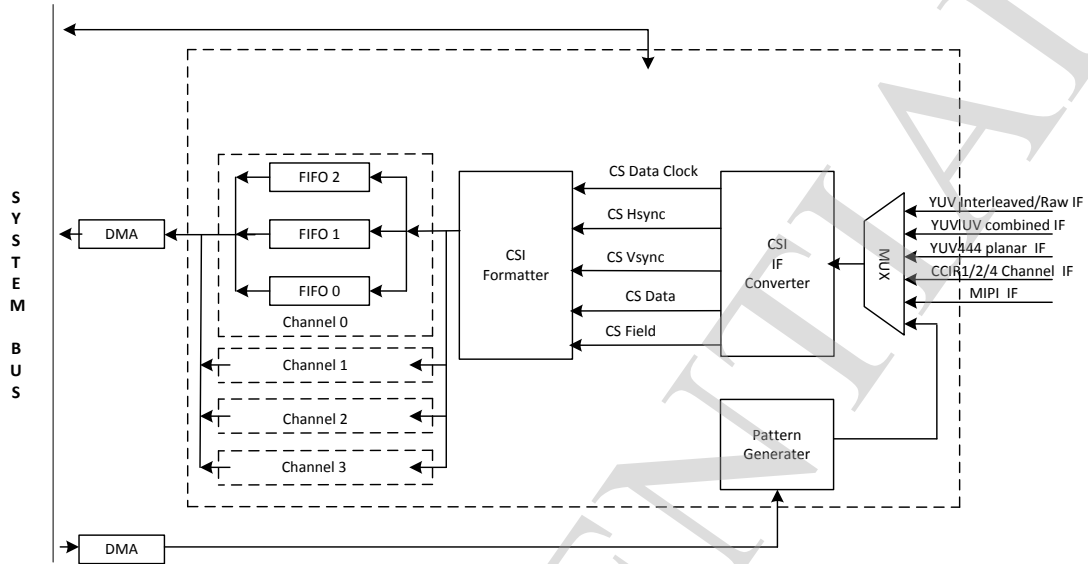 SYSTEM BUS
DMA
FIFO 2
FIFO 1
FIFO 0
Channel 0
Channel 1
Channel 2
Channel 3
CSI
Formatter
CS Data Clock
CS Hsync
CS Vsync
CS Data
CS Field
CSI
IF
Converter
MUX
YUV Interleaved/Raw IF
YUVIUV combined IF
YUV444 planar IF
CCIR1/2/4 Channel IF
MIPI IF
Pattern
Generater
DMA
ENTIAL